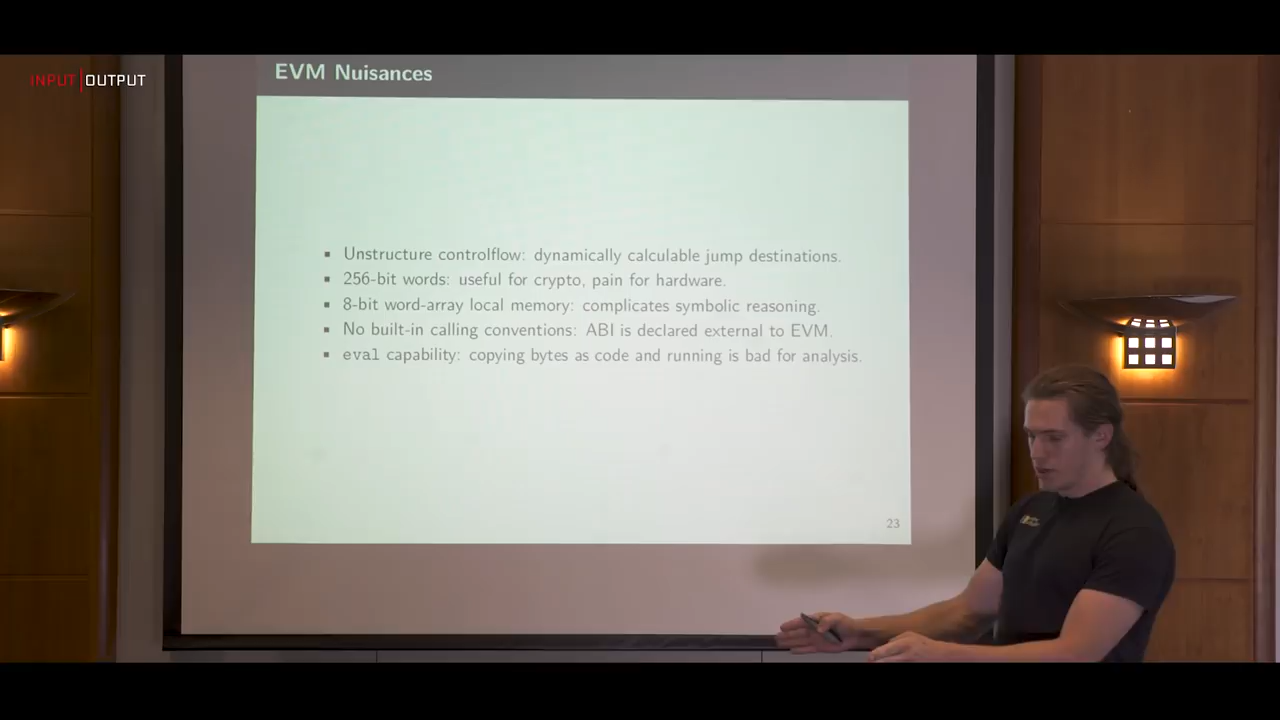 EVM Nuisances
INPUT|OUTPUT
▪ Unstructure controlflow: dynamically calculable jump destinations.
▪ 256-bit words: useful for crypto, pain for hardware.
▪ 8-bit word-array local memory: complicates symbolic reasoning.
▪ No built-in calling conventions: ABI is declared external to EVM.
▪ eval capability: copying bytes as code and running is bad for analysis.
23